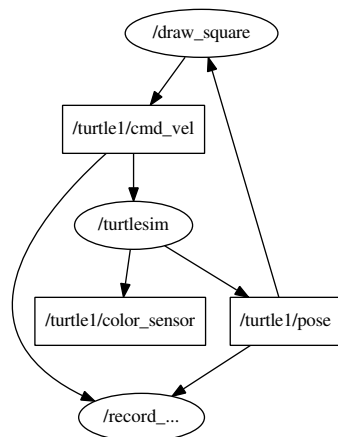 /draw_square
/turtle1/cmd_vel
/turtlesim
/turtle1/color_sensor
/turtle1/pose
/record_...